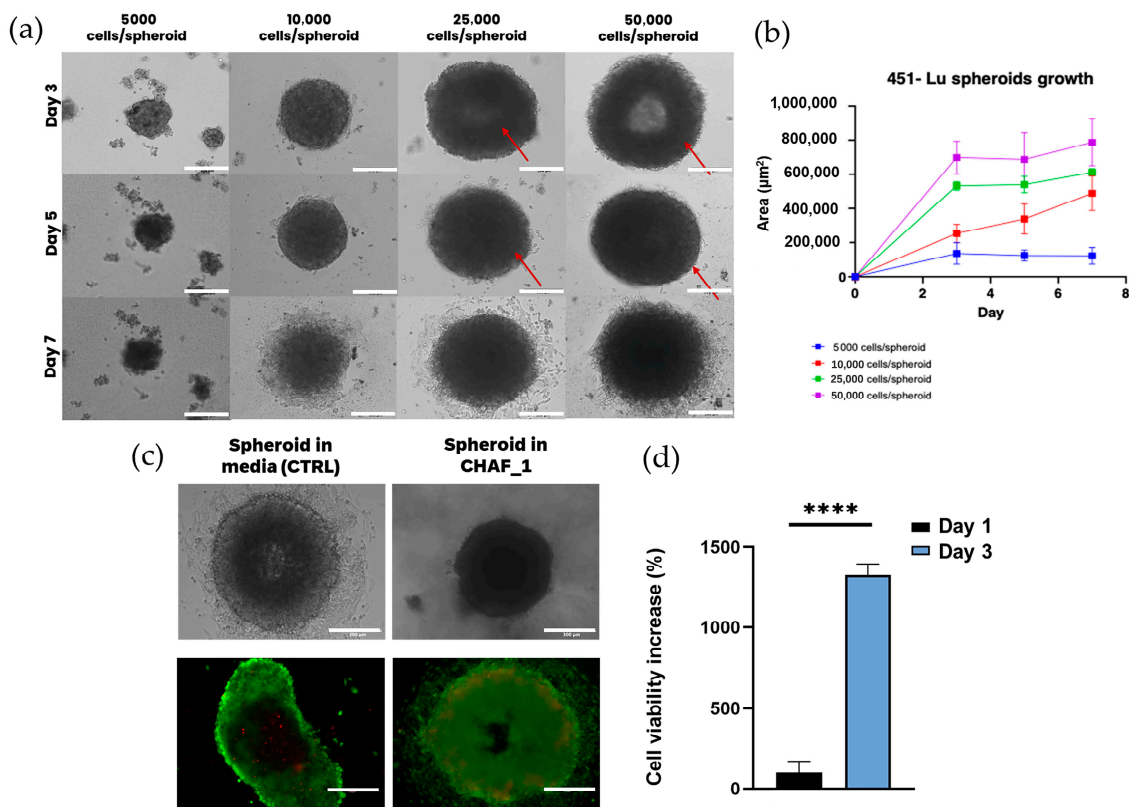 (a)
5000
cells/spheroid
10,000
cells/spheroid
25,000
cells/spheroid
50,000
cells/spheroid
Day 3
Day 5
Day 7
(b)
451- Lu spheroids growth
1,000,000
800,000
600,000
400,000
200,000
0
Area (µm²)
0 2 4 6 8
Day
5000 cells/spheroid
10,000 cells/spheroid
25,000 cells/spheroid
50,000 cells/spheroid
(c)
Spheroid in
media (CTRL)
Spheroid in
CHAF_1
300 µm
300 µm
(d)
****
Day 1
Day 3
1500
1000
500
0
Cell viability increase (%)